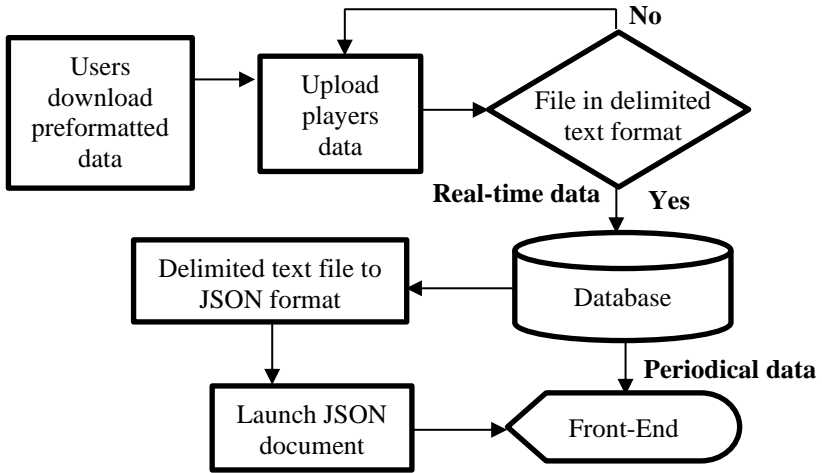 No
Users
download
preformatted
data
Upload
players
data
File in delimited
text format
Real-time data
Yes
Delimited text file to
JSON format
Database
Periodical data
Launch JSON
document
Front-End